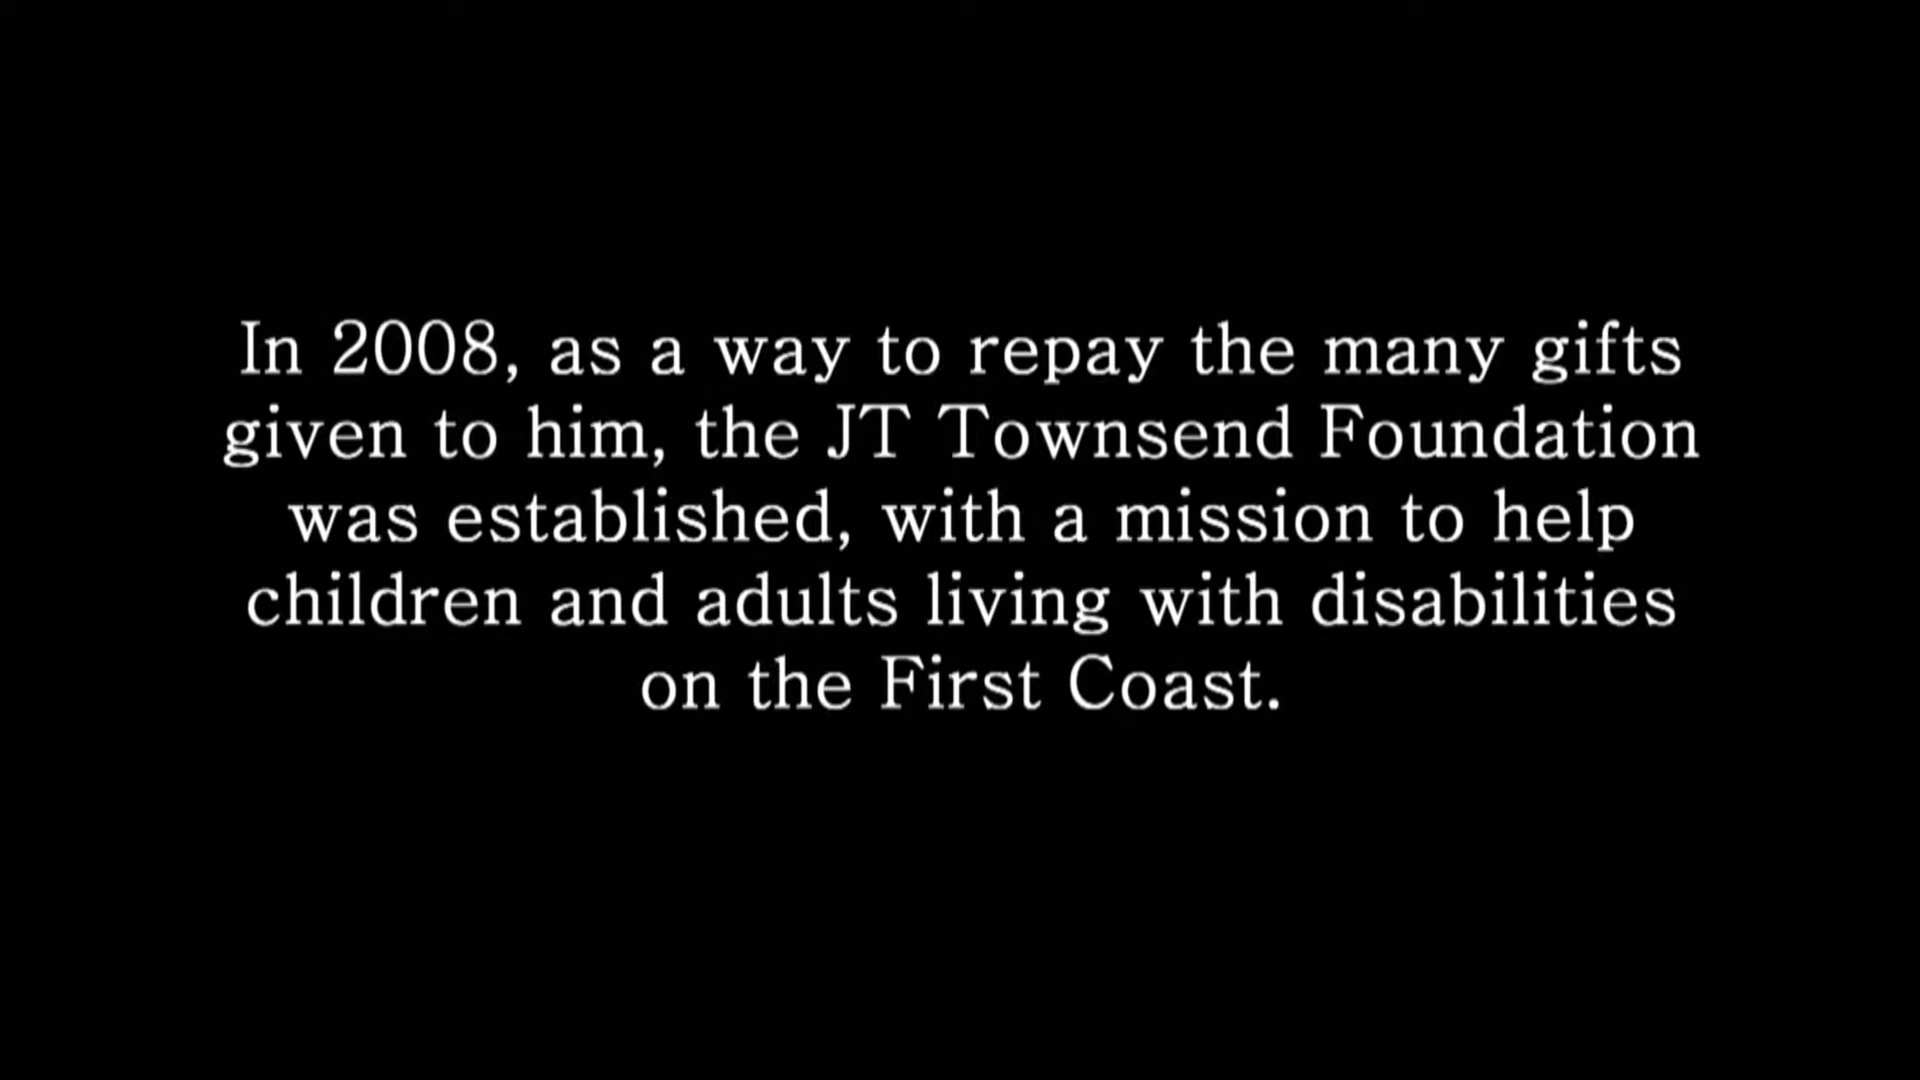 In 2008, as a way to repay the many gifts
given to him, the JT Townsend Foundation
was established, with a mission to help
children and adults living with disabilities
on the First Coast.